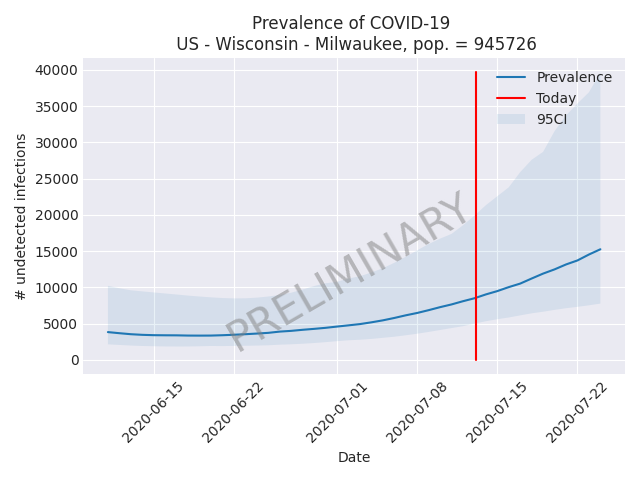 Prevalence of COVID-19
US - Wisconsin - Milwaukee, pop. = 945726
# undetected infections
40000
35000
30000
25000
20000
15000
10000
5000
0
Prevalence
Today
95CI
PRELIMINARY
2020-06-15
2020-06-22
2020-07-01
2020-07-08
2020-07-15
2020-07-22
Date